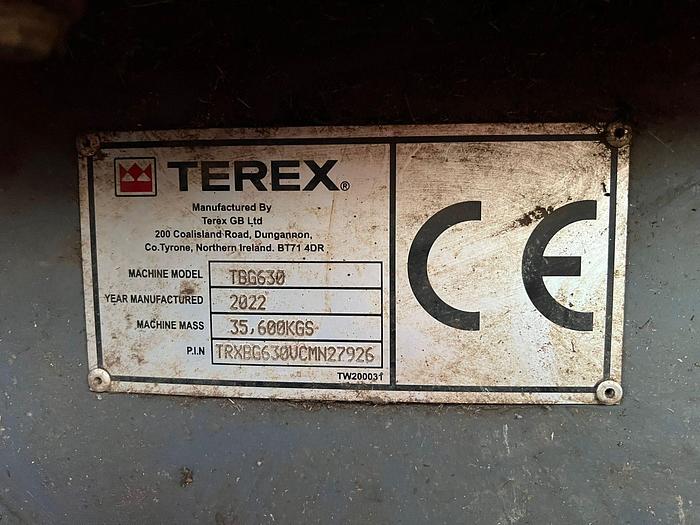 TEREX®
Manufactured By
Terex GB Ltd
200 Coalisland Road, Dungannon,
Co.Tyrone, Northern Ireland. BT71 4DR
MACHINE MODEL TBG630
YEAR MANUFACTURED 2022
MACHINE MASS 35,600KGS
P.I.N TRXBG630VCMN27926
TW200031
CE